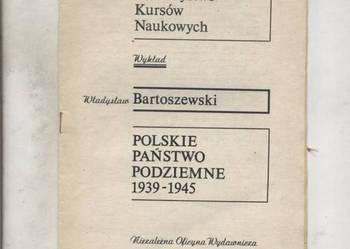 Kursów
Naukowych
Wykład
Władysław Bartoszewski
POLSKIE
PAŃSTWO
PODZIEMNE
1939-1945
Niezależna Oficyna Wydawnicza